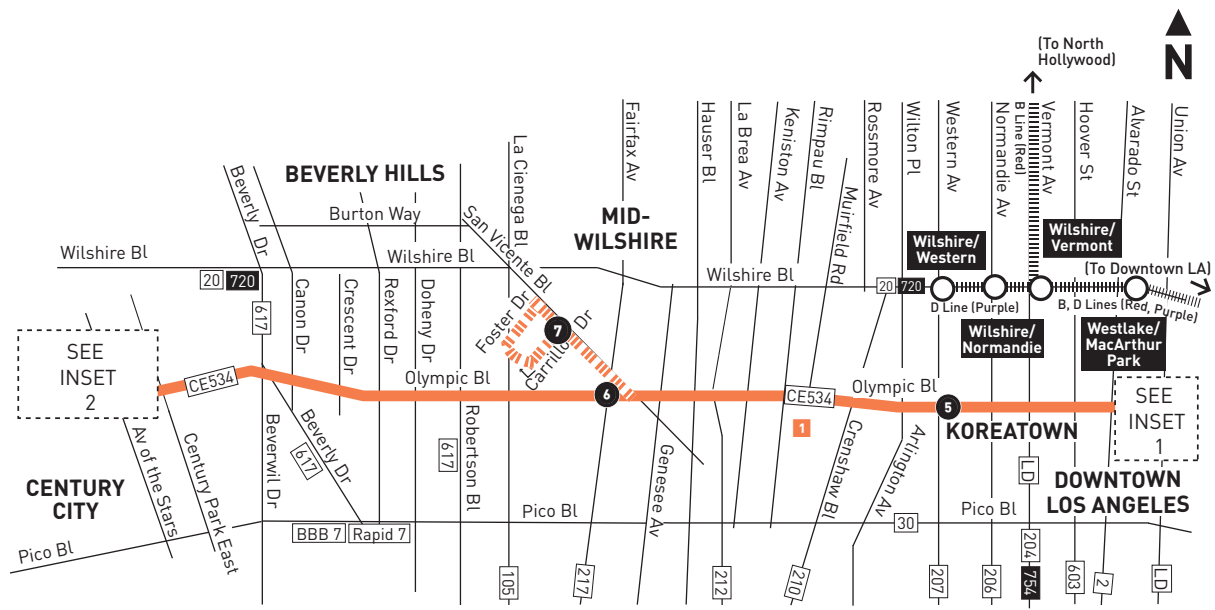 N
(To North
Hollywood)
La Cienega Bl
Fairfax Av
Hauser Bl
La Brea Av
Keniston Av
Rimpau Bl
Muirfield Rd
Rossmore Av
Wilton Pl
Western Av
Normandie Av
B Line (Red)
Vermont Av
Hoover St
Alvarado St
Union Av
BEVERLY HILLS
Beverly Dr
Burton Way
San Vicente Bl
MID-
WILSHIRE
Wilshire/
Western
Wilshire/
Vermont
Wilshire Bl
Wilshire Bl
Wilshire Bl
(To Downtown LA)
20
720
20
720
D Line (Purple)
B, D Lines (Red, Purple)
617
Canon Dr
Crescent Dr
Rexford Dr
Doheny Dr
Foster Dr
7
Carrillo Dr
Wilshire/
Normandie
Westlake/
MacArthur
Park
SEE
INSET
2
CE534
Olympic Bl
6
CE534
Olympic Bl
5
SEE
INSET
1
1
KOREATOWN
Av of the Stars
Century Park East
Beverwil Dr
Beverly Dr
617
617
Robertson Bl
Genesee Av
Crenshaw Bl
Arlington Av
LD
CENTURY
CITY
DOWNTOWN
LOS ANGELES
Pico Bl
BBB 7
Rapid 7
Pico Bl
30
Pico Bl
105
217
212
210
207
206
204
754
603
2
LD